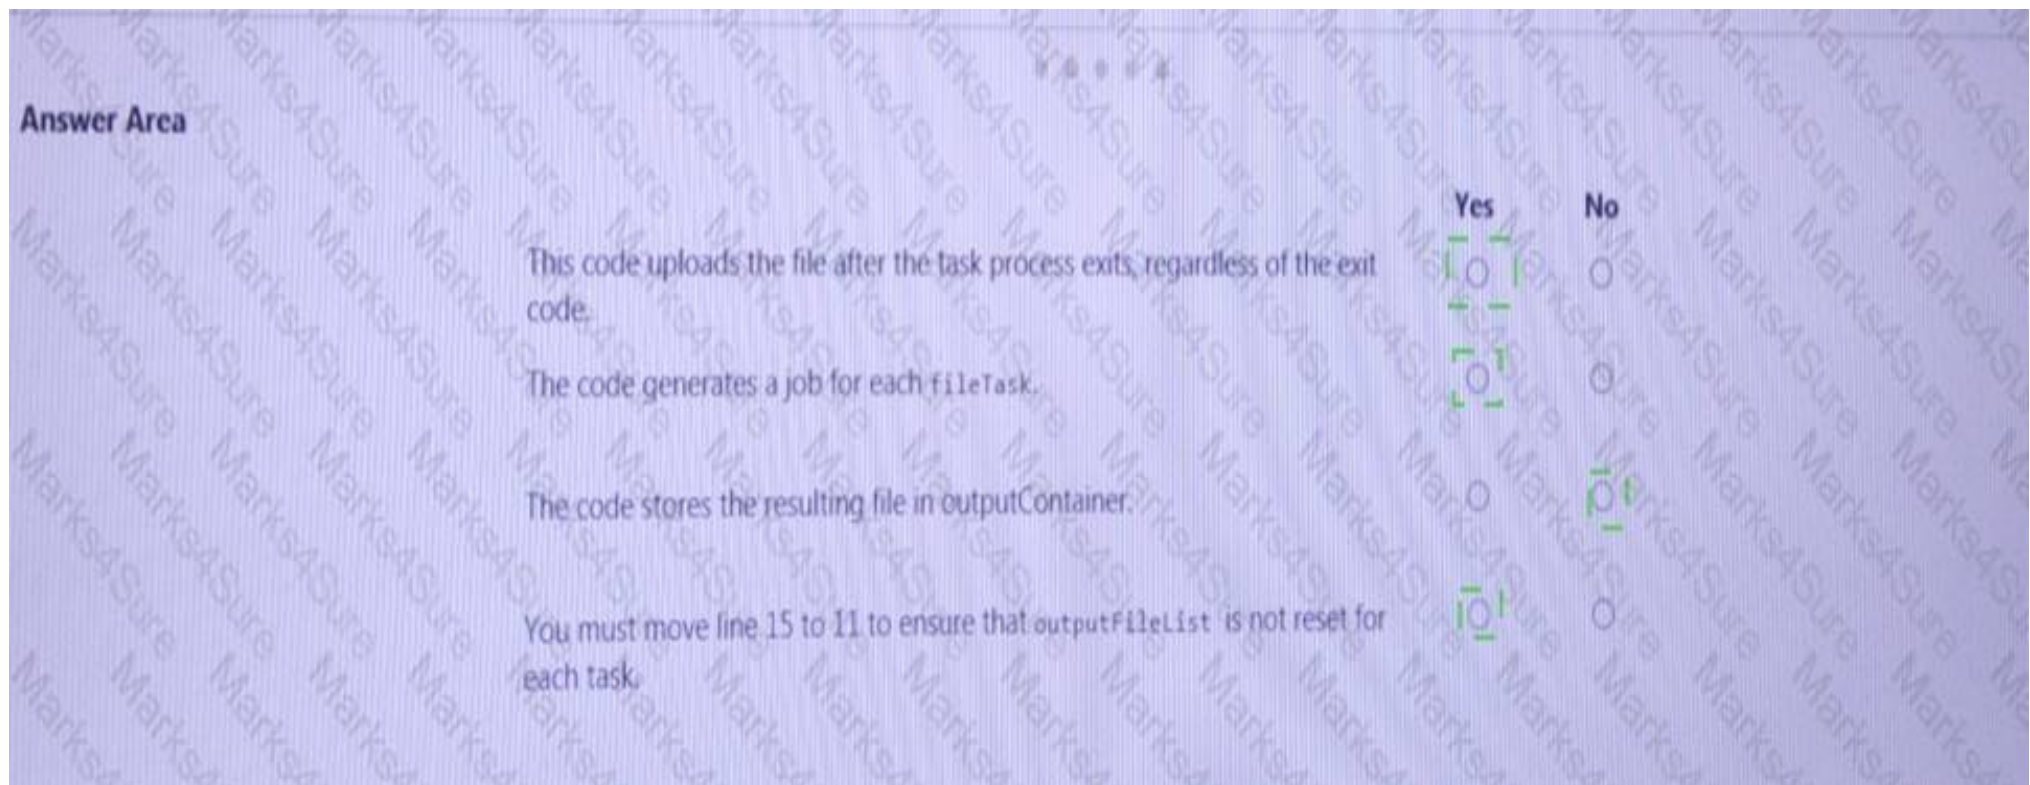 Answer Area
Yes No
This code uploads the file after the task process exits, regardless of the exit
code.
The code generates a job for each fileTask.
The code stores the resulting file in outputContainer.
You must move line 15 to 11 to ensure that outputFileList is not reset for
each task.
Marks4Sure